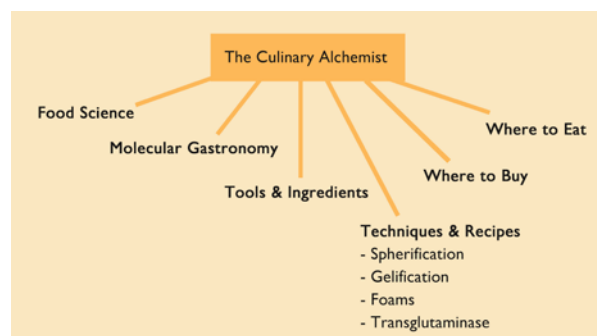 The Culinary Alchemist
Food Science
Molecular Gastronomy
Tools & Ingredients
Techniques & Recipes
- Spherification
- Gelification
- Foams
- Transglutaminase
Where to Buy
Where to Eat